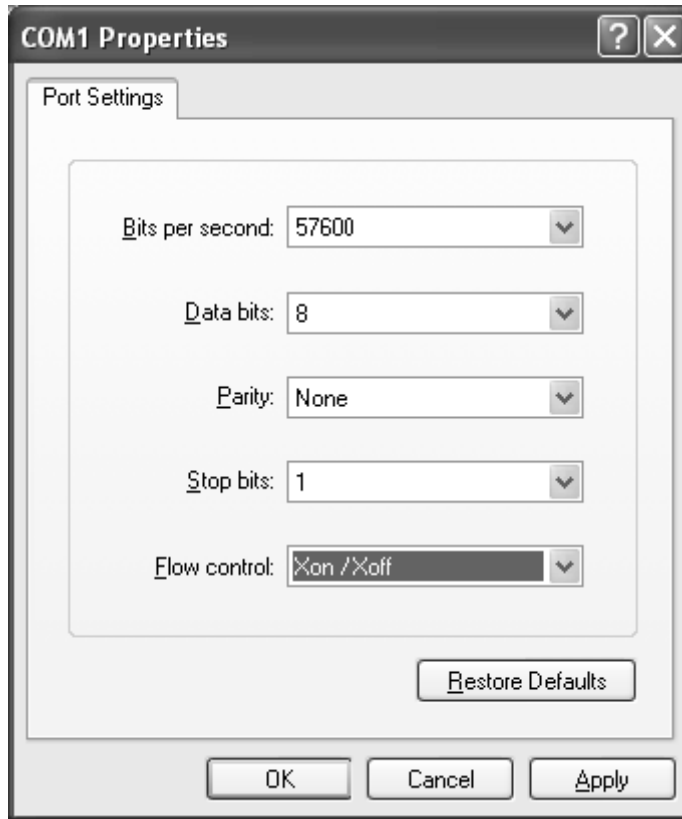 COM1 Properties
Port Settings
Bits per second: 57600
Data bits: 8
Parity: None
Stop bits: 1
Flow control: Xon / Xoff
Restore Defaults
OK Cancel Apply